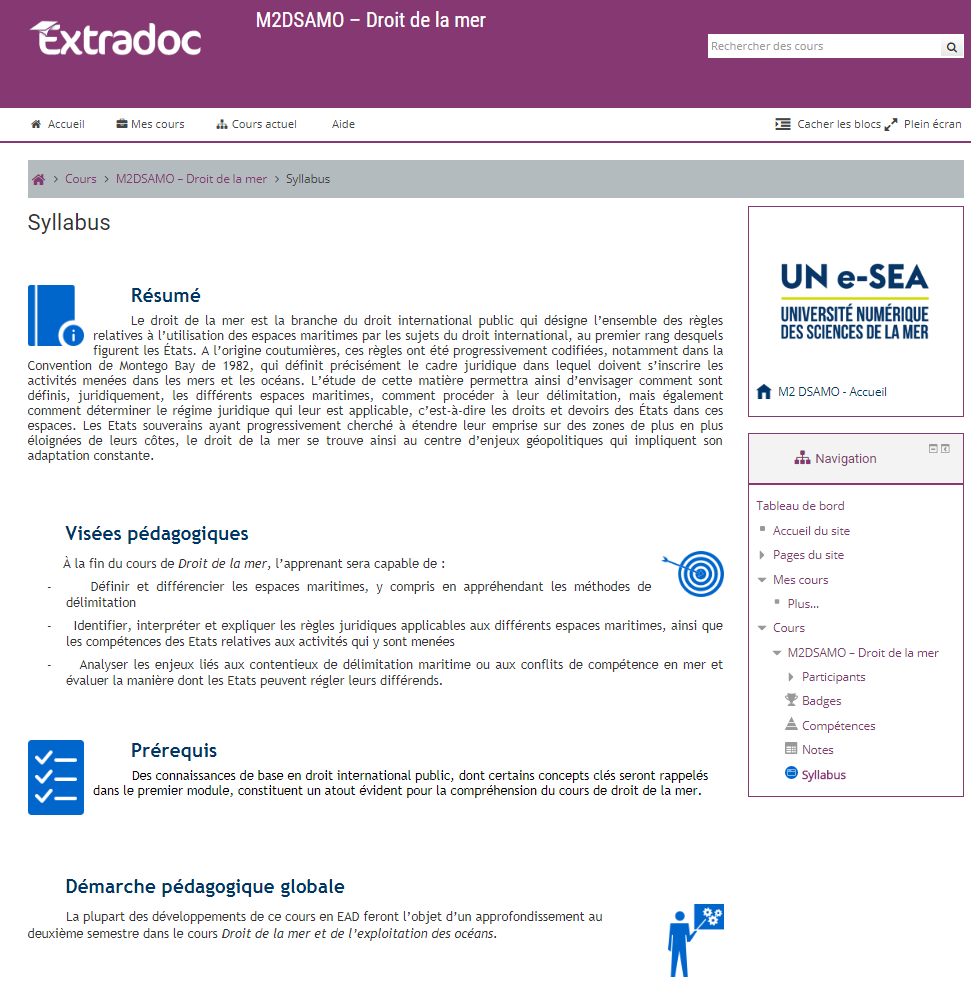 M2DSAMO – Droit de la mer
Extradoc
Rechercher des cours
Accueil
Mes cours
Cours actuel
Aide
Cacher les blocs
Plein écran
Cours > M2DSAMO – Droit de la mer > Syllabus
Syllabus
Résumé
Le droit de la mer est la branche du droit international public qui désigne l’ensemble des règles
relatives à l’utilisation des espaces maritimes par les sujets du droit international, au premier rang desquels
figurent les États. A l’origine coutumières, ces règles ont été progressivement codifiées, notamment dans la
Convention de Montego Bay de 1982, qui définit précisément le cadre juridique dans lequel doivent s’inscrire les
activités menées dans les mers et les océans. L’étude de cette matière permettra ainsi d’envisager comment sont
définis, juridiquement, les différents espaces maritimes, comment procéder à leur délimitation, mais également
comment déterminer le régime juridique qui leur est applicable, c’est-à-dire les droits et devoirs des États dans ces
espaces. Les Etats souverains ayant progressivement cherché à étendre leur emprise sur des zones de plus en plus
éloignées de leurs côtes, le droit de la mer se trouve ainsi au centre d’enjeux géopolitiques qui impliquent son
adaptation constante.
Visées pédagogiques
À la fin du cours de Droit de la mer, l’apprenant sera capable de :
- Définir et différencier les espaces maritimes, y compris en appréhendant les méthodes de
délimitation
- Identifier, interpréter et expliquer les règles juridiques applicables aux différents espaces maritimes, ainsi que
les compétences des Etats relatives aux activités qui y sont menées
- Analyser les enjeux liés aux contentieux de délimitation maritime ou aux conflits de compétence en mer et
évaluer la manière dont les Etats peuvent régler leurs différends.
Prérequis
Des connaissances de base en droit international public, dont certains concepts clés seront rappelés
dans le premier module, constituent un atout évident pour la compréhension du cours de droit de la mer.
Démarche pédagogique globale
La plupart des développements de ce cours en EAD feront l’objet d’un approfondissement au
deuxième semestre dans le cours Droit de la mer et de l’exploitation des océans.
UN e-SEA
UNIVERSITÉ NUMÉRIQUE
DES SCIENCES DE LA MER
M2 DSAMO - Accueil
Navigation
Tableau de bord
Accueil du site
Pages du site
Mes cours
Plus...
Cours
M2DSAMO – Droit de la mer
Participants
Badges
Compétences
Notes
Syllabus